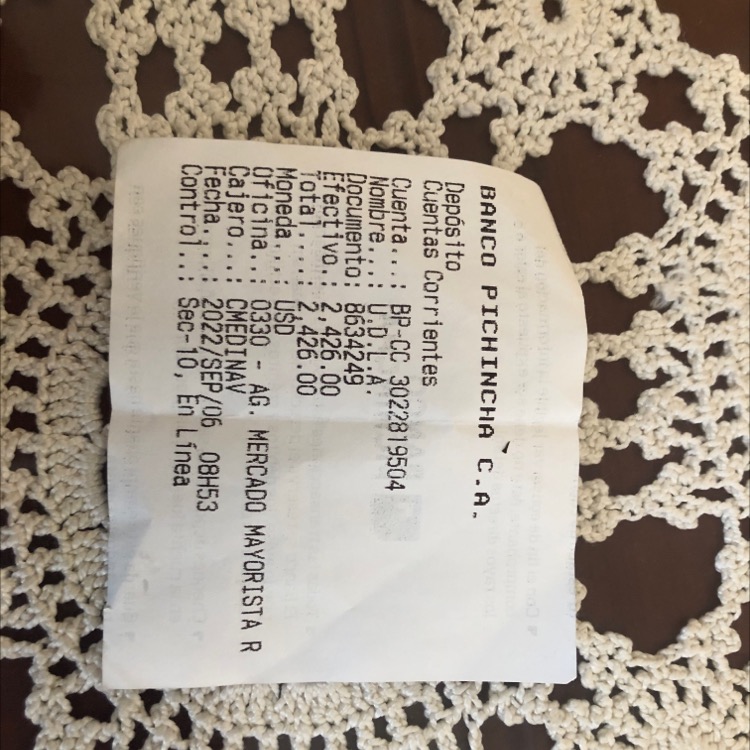 BANCO PICHINCHA C.A.
Depósito
Cuentas Corrientes
Cuenta...: BP-CC 3022819504
Nombre...: U.D.L.A.
Documento: 8634249
Efectivo.: 2,426.00
Total....: 2,426.00
Moneda...: USD
Oficina..: 0330 - AG. MERCADO MAYORISTA R
Cajero...: CMEDINAV
Fecha....: 2022/SEP/06 08H53
Control..: Sec-10, En Línea